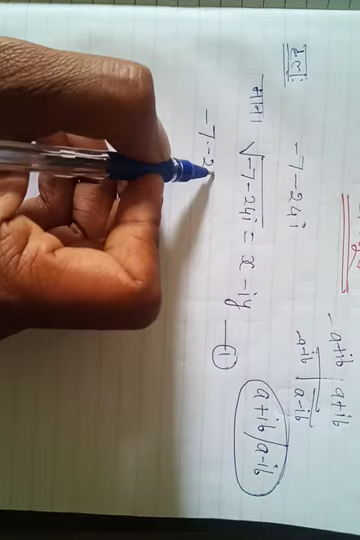 हल:
-7-24i
माना √-7-24i = x-iy —(1)
-7-2
-a+ib | a+ib
-a-ib | a-ib
a+ib/a-ib